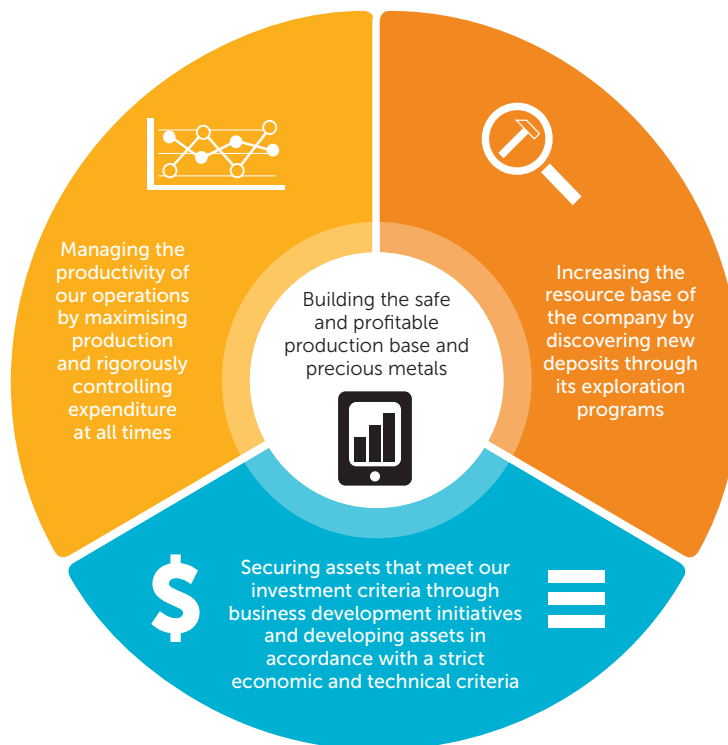 Managing the
productivity of
our operations
by maximising
production
and rigorously
controlling
expenditure
at all times
Building the safe
and profitable
production base and
precious metals
Increasing the
resource base of
the company by
discovering new
deposits through
its exploration
programs
$
Securing assets that meet our
investment criteria through
business development initiatives
and developing assets in
accordance with a strict
economic and technical criteria